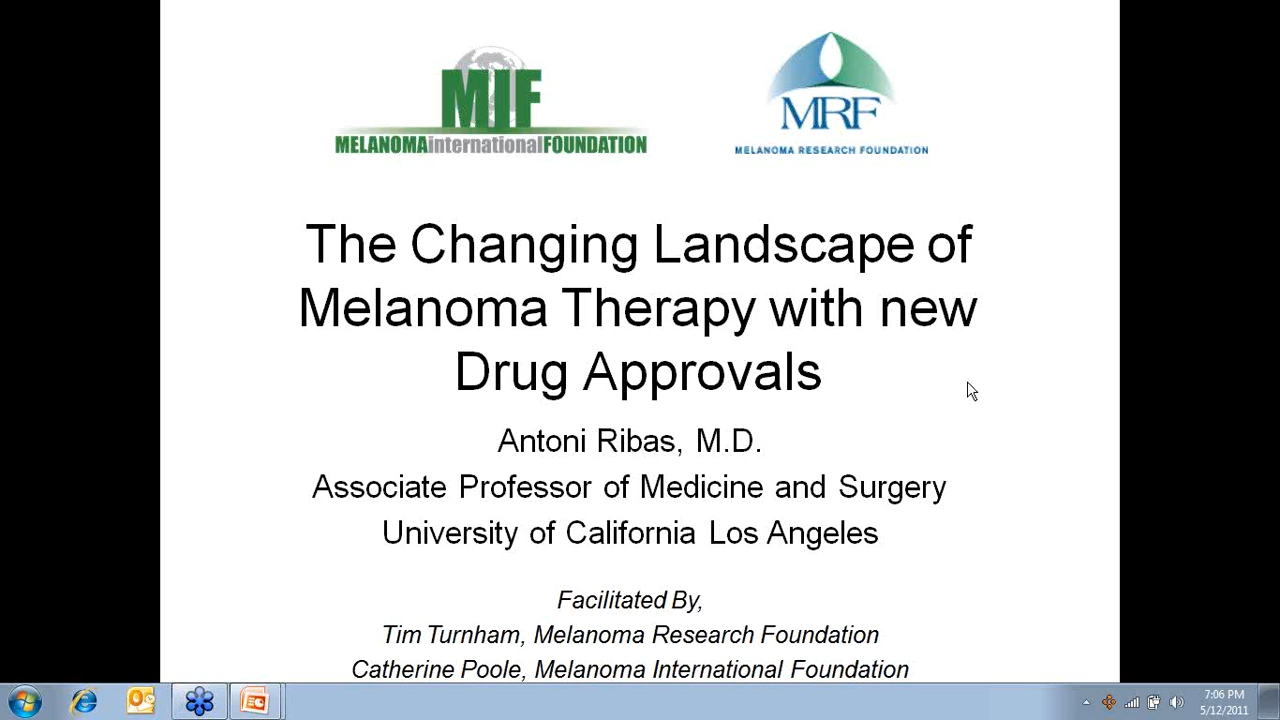 MIF
MELANOMAinternationalFOUNDATION
MRF
MELANOMA RESEARCH FOUNDATION
The Changing Landscape of
Melanoma Therapy with new
Drug Approvals
Antoni Ribas, M.D.
Associate Professor of Medicine and Surgery
University of California Los Angeles
Facilitated By,
Tim Turnham, Melanoma Research Foundation
Catherine Poole, Melanoma International Foundation
7:06 PM
5/12/2011